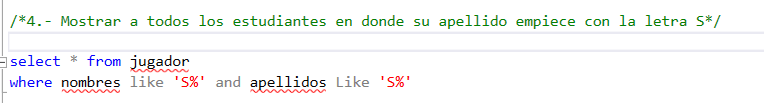 /*4.- Mostrar a todos los estudiantes en donde su apellido empiece con la letra S*/
select * from jugador
where nombres like 'S%' and apellidos Like 'S%'